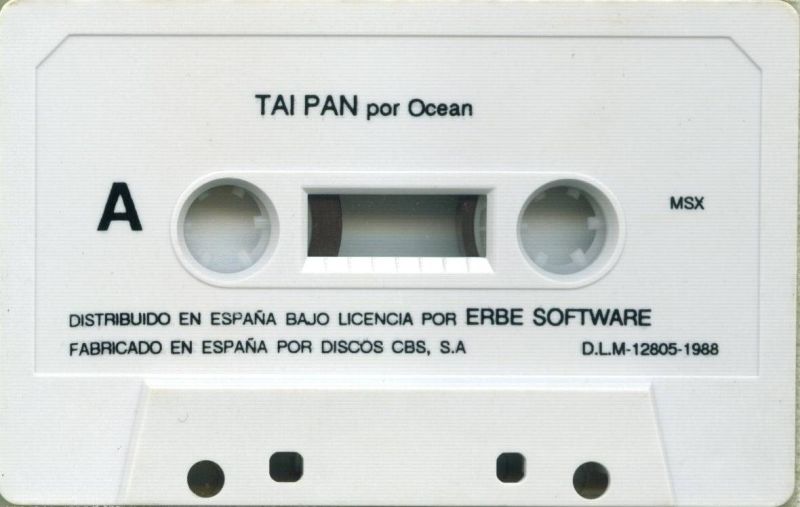 TAI PAN por Ocean
A
MSX
DISTRIBUIDO EN ESPAÑA BAJO LICENCIA POR ERBE SOFTWARE
FABRICADO EN ESPAÑA POR DISCOS CBS, S.A D.L.M-12805-1988